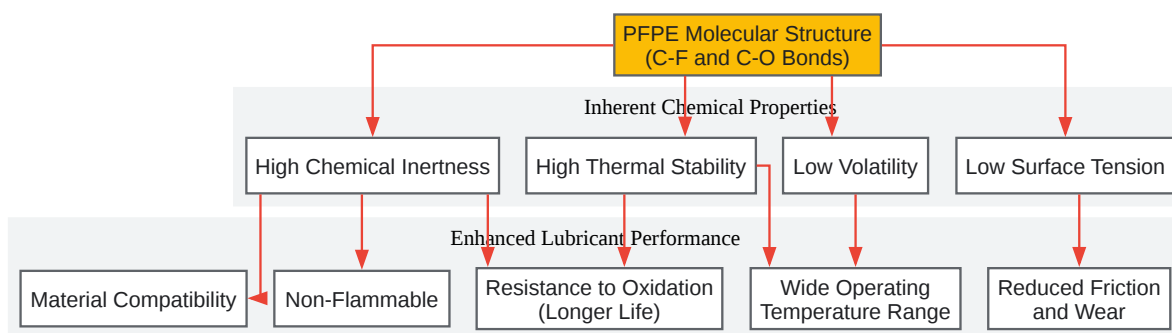 PFPE Molecular Structure
(C-F and C-O Bonds)
Inherent Chemical Properties
High Chemical Inertness
High Thermal Stability
Low Volatility
Low Surface Tension
Enhanced Lubricant Performance
Material Compatibility
Non-Flammable
Resistance to Oxidation
(Longer Life)
Wide Operating
Temperature Range
Reduced Friction
and Wear